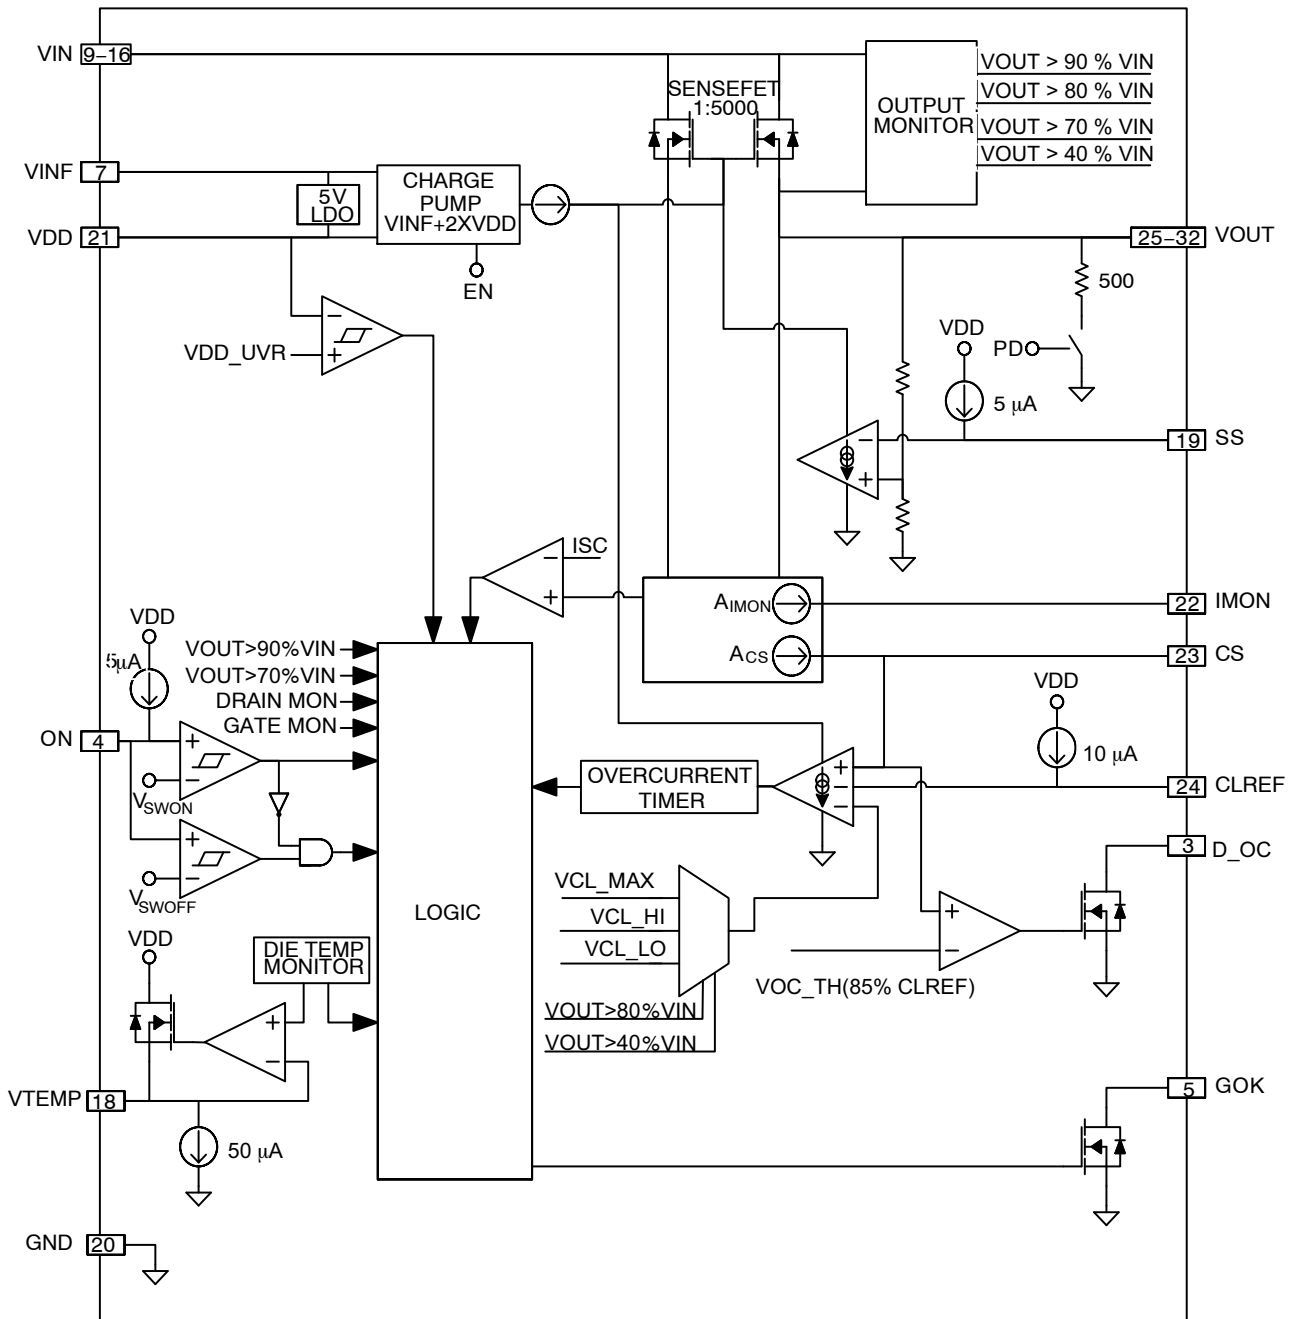 VIN 9–16
SENSEFET
1:5000
OUTPUT
MONITOR
VOUT > 90 % VIN
VOUT > 80 % VIN
VOUT > 70 % VIN
VOUT > 40 % VIN
VINF 7
5V
LDO
CHARGE
PUMP
VINF+2XVDD
VDD 21
EN
25–32 VOUT
500
VDD
PD
5 μA
VDD_UVR
−
+
19 SS
−
+
ISC
−
+
AIMON
22 IMON
ACS
23 CS
VDD
5μA
VOUT>90%VIN
VOUT>70%VIN
DRAIN MON
GATE MON
ON 4
+
−
VSWON
+
−
VSWOFF
VDD
10 μA
OVERCURRENT
TIMER
+
−
−
24 CLREF
3 D_OC
LOGIC
VCL_MAX
VCL_HI
VCL_LO
+
−
VOC_TH(85% CLREF)
VOUT>80%VIN
VOUT>40%VIN
VDD
DIE TEMP
MONITOR
+
−
VTEMP 18
50 μA
5 GOK
GND 20